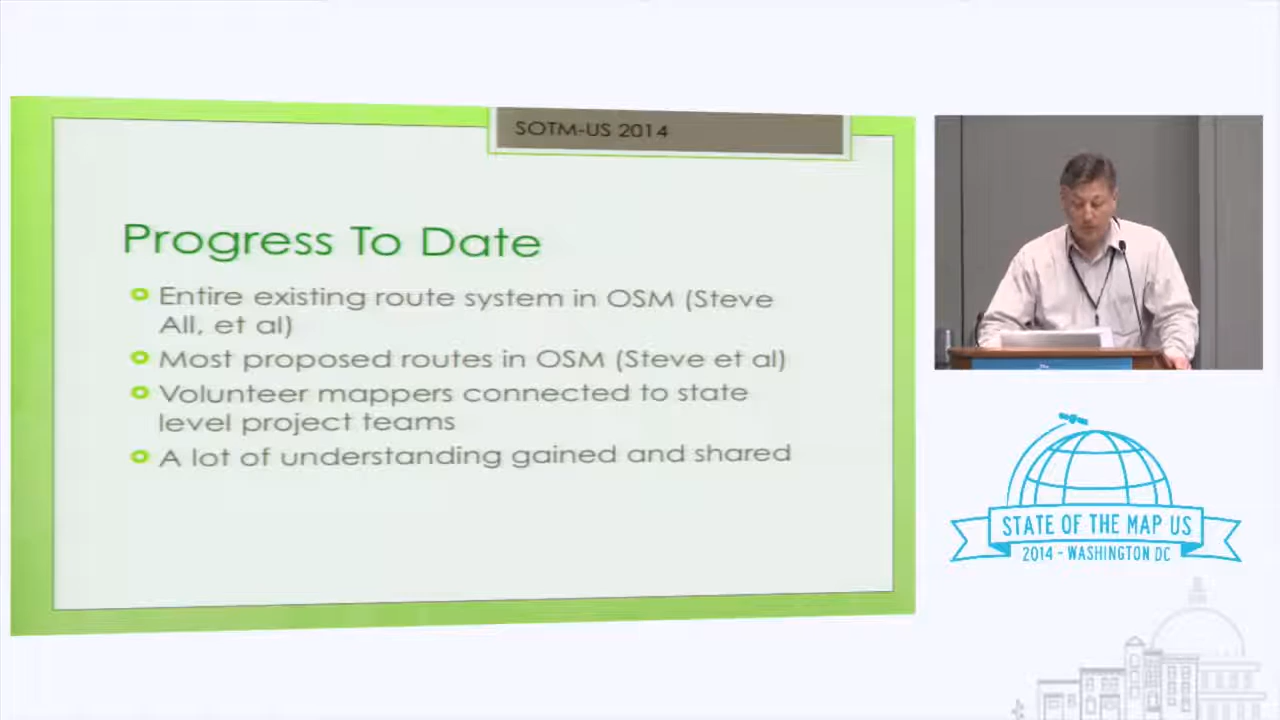 SOTM-US 2014
Progress To Date
Entire existing route system in OSM (Steve
All, et al)
Most proposed routes in OSM (Steve et al)
Volunteer mappers connected to state
level project teams
A lot of understanding gained and shared
STATE OF THE MAP US
2014 - WASHINGTON DC